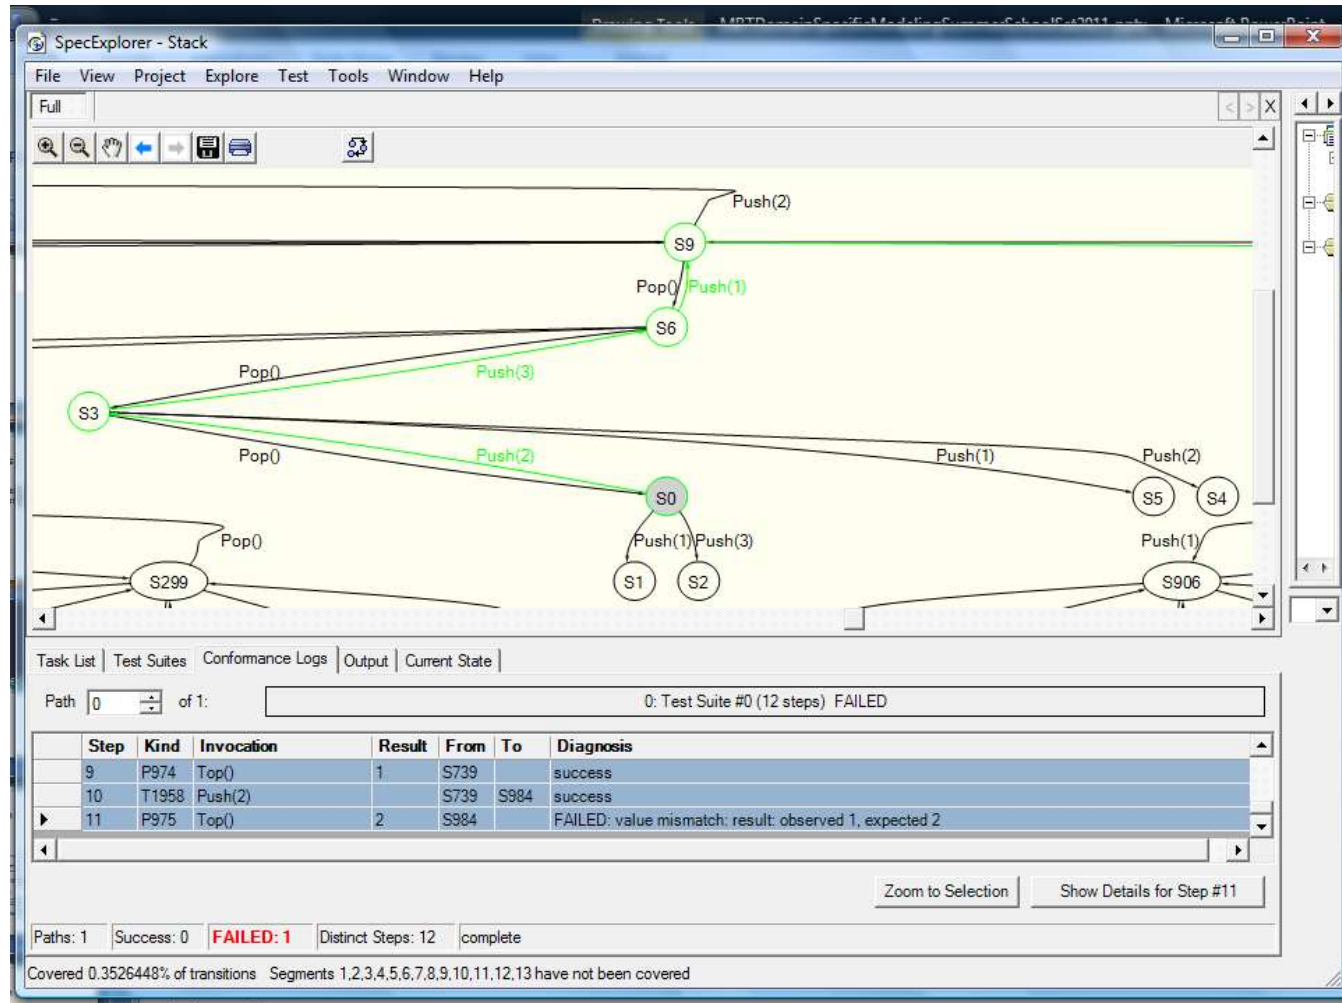 Drawing Tools MBTDomainSpecificModelingSummerSchoolSct2011.pptx - Microsoft PowerPoint
SpecExplorer - Stack
File View Project Explore Test Tools Window Help
Full
Push(2)
S9
Pop() Push(1)
S6
Pop() Push(3)
S3
Pop() Push(2) Push(1) Push(2)
S0 S5 S4
Pop() Push(1) Push(3) Push(1)
S299 S1 S2 S906
Task List Test Suites Conformance Logs Output Current State
Path 0 of 1: 0: Test Suite #0 (12 steps) FAILED
Step Kind Invocation Result From To Diagnosis
9 P974 Top() 1 S739 success
10 T1958 Push(2) S739 S984 success
11 P975 Top() 2 S984 FAILED: value mismatch: result: observed 1, expected 2
Zoom to Selection Show Details for Step #11
Paths: 1 Success: 0 FAILED: 1 Distinct Steps: 12 complete
Covered 0.3526448% of transitions Segments 1,2,3,4,5,6,7,8,9,10,11,12,13 have not been covered